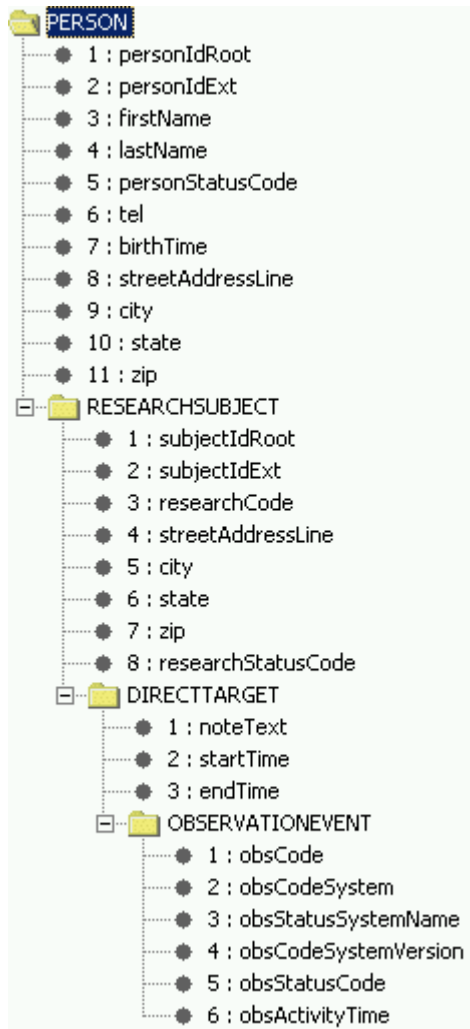 PERSON
1 : personIdRoot
2 : personIdExt
3 : firstName
4 : lastName
5 : personStatusCode
6 : tel
7 : birthTime
8 : streetAddressLine
9 : city
10 : state
11 : zip
RESEARCHSUBJECT
1 : subjectIdRoot
2 : subjectIdExt
3 : researchCode
4 : streetAddressLine
5 : city
6 : state
7 : zip
8 : researchStatusCode
DIRECTTARGET
1 : noteText
2 : startTime
3 : endTime
OBSERVATIONEVENT
1 : obsCode
2 : obsCodeSystem
3 : obsStatusSystemName
4 : obsCodeSystemVersion
5 : obsStatusCode
6 : obsActivityTime